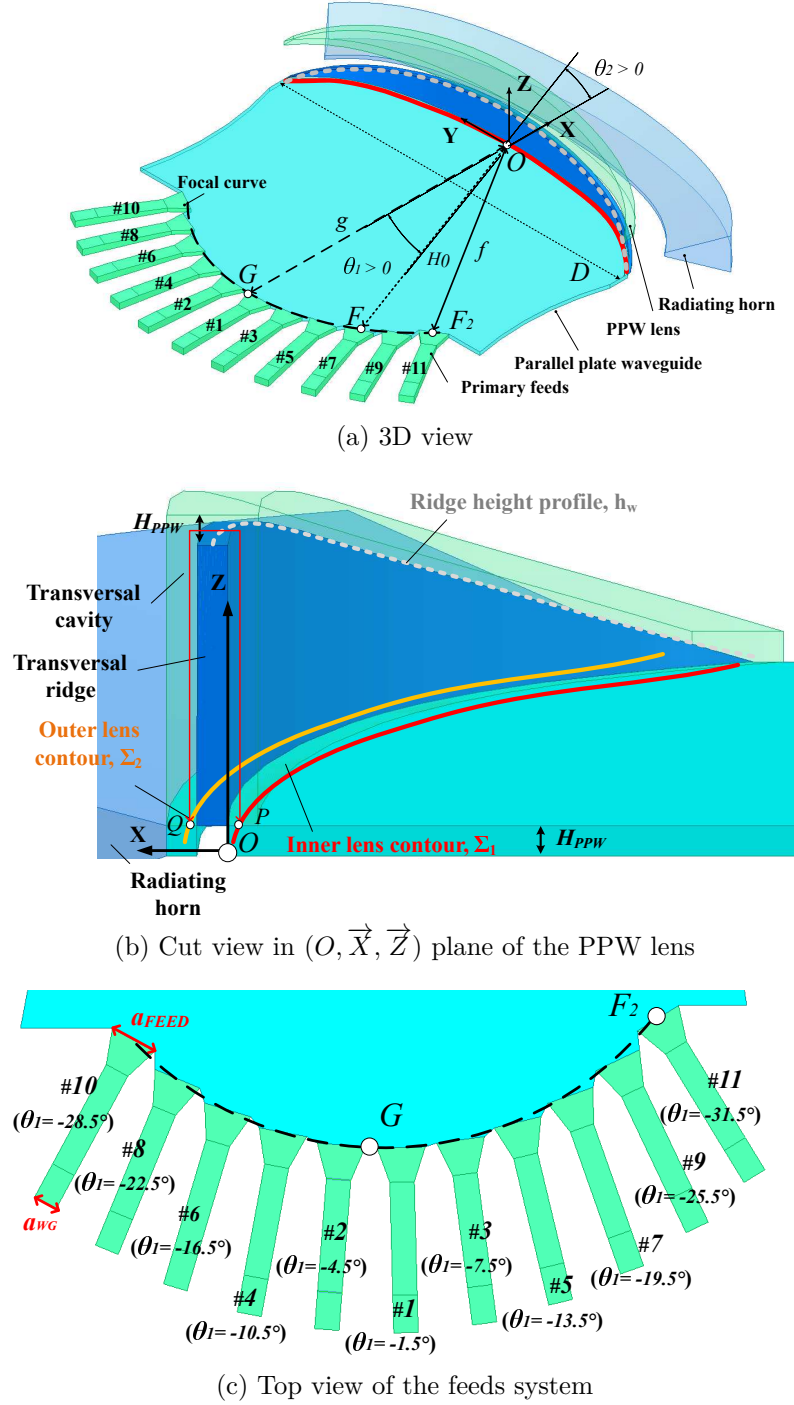 θ2 > 0
Z
X
Y
O
Focal curve
#10
#8
#6
#4
#2
#1
#3
#5
#7
#9
#11
g
G
θ1 > 0
H0
f
F
F2
D
Radiating horn
PPW lens
Parallel plate waveguide
Primary feeds
(a) 3D view
Ridge height profile, hw
HPPW
Z
Transversal
cavity
Transversal
ridge
Outer lens
contour, Σ2
Q
P
X
O
Inner lens contour, Σ1
HPPW
Radiating
horn
(b) Cut view in (O, X⃗, Z⃗) plane of the PPW lens
aFEED
F2
G
#10
(θ1= -28.5°)
#8
(θ1= -22.5°)
#6
(θ1= -16.5°)
#4
(θ1= -10.5°)
#2
(θ1= -4.5°)
#1
(θ1= -1.5°)
#3
(θ1= -7.5°)
#5
(θ1= -13.5°)
#7
(θ1= -19.5°)
#9
(θ1= -25.5°)
#11
(θ1= -31.5°)
aWG
(c) Top view of the feeds system